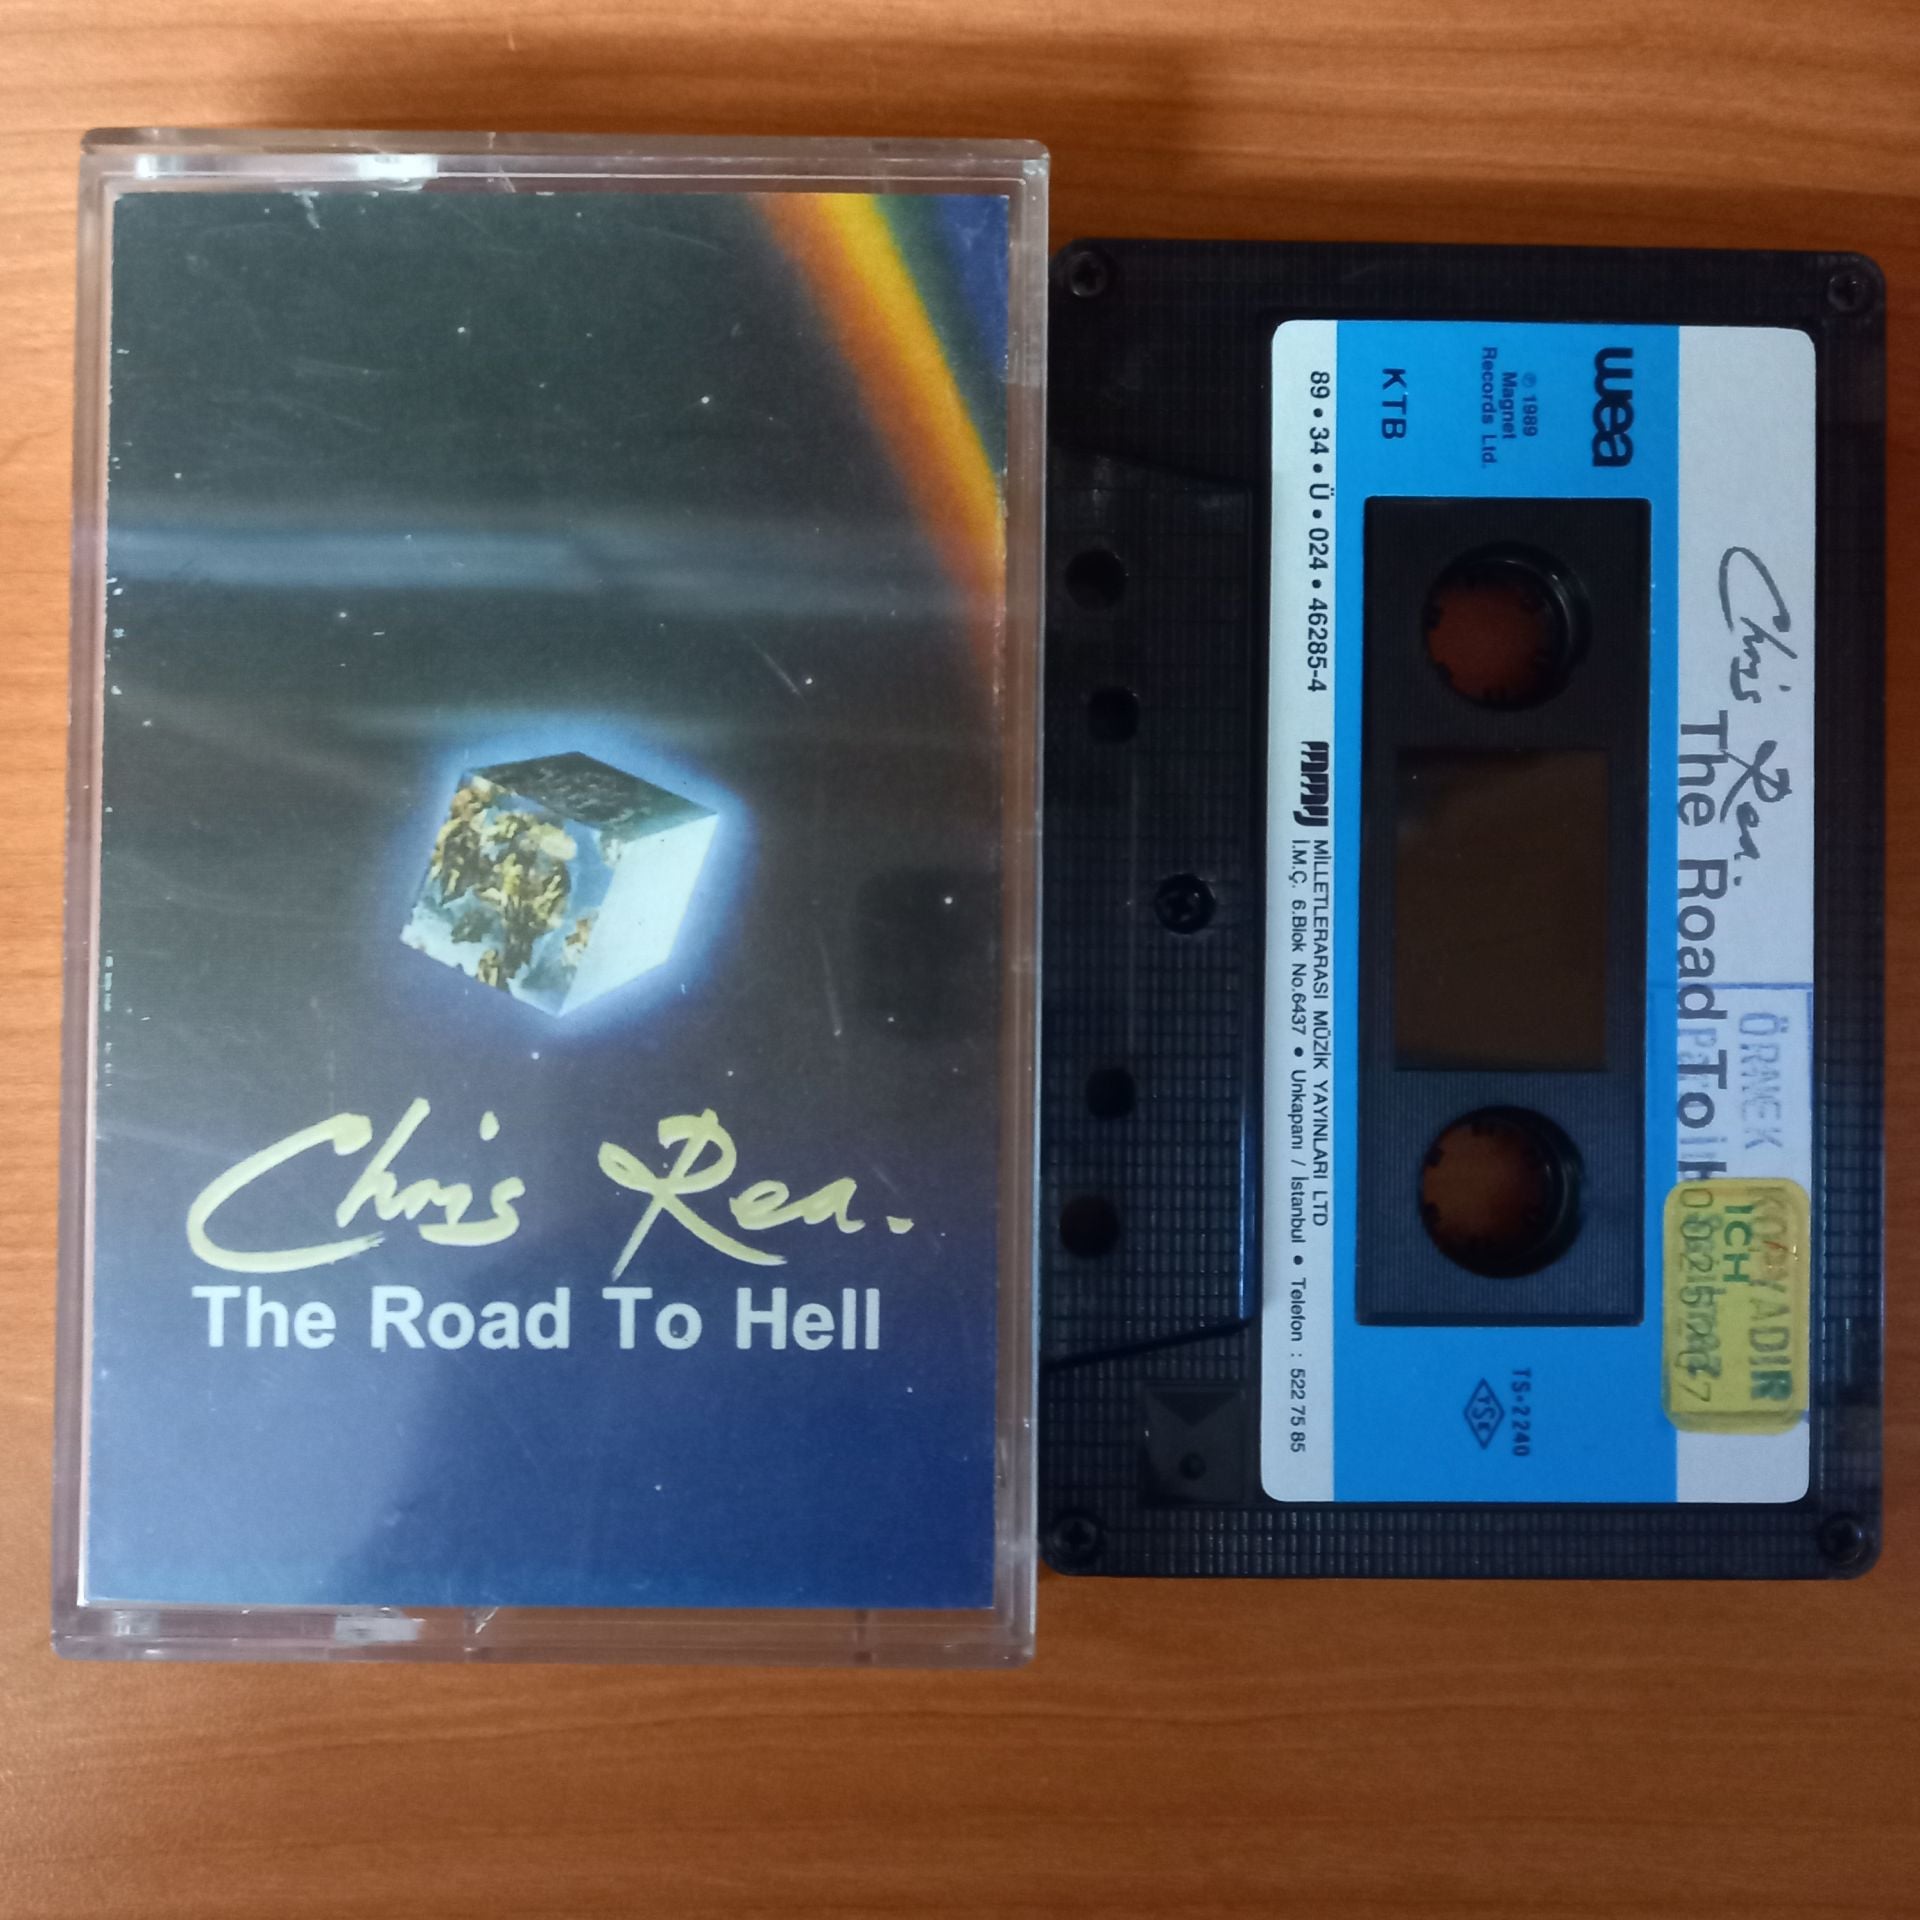 Chris Rea.
The Road To Hell
wea
℗ 1989
Magnet
Records Ltd.
KTB
89 • 34 • Ü • 024 • 46285-4
Chris Rea.
The Road To
ÖRNEK KOPYADIR
ICH
TS-2240
TSE
MİLLETLERARASI MÜZİK YAYINLARI LTD
İ.M.Ç. 6.Blok No.6437 • Unkapanı / İstanbul • Telefon : 522 75 85